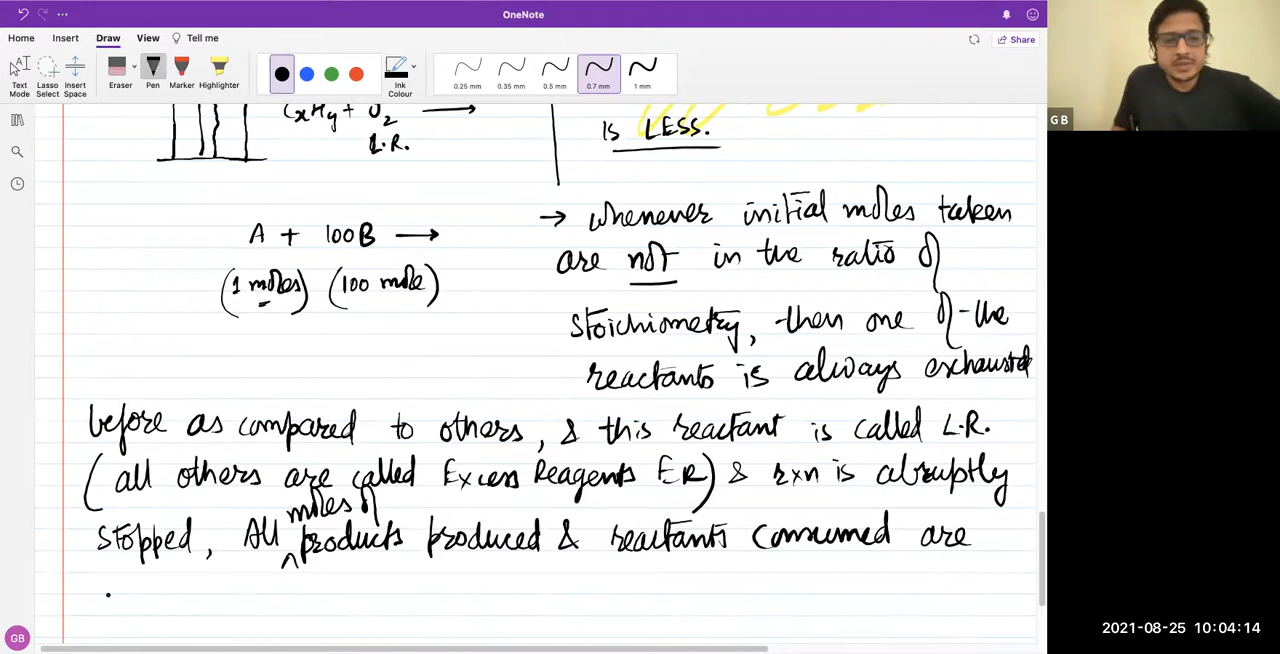 OneNote
Home Insert Draw View Tell me
Share
Text Mode
Lasso Select
Insert Space
Eraser
Pen
Marker
Highlighter
Ink Colour
0.25 mm
0.35 mm
0.5 mm
0.7 mm
1 mm
GB
CxHy + O2 ⟶
L.R.
is LESS.
A + 100B ⟶
(1 moles) (100 mole)
→ whenever initial moles taken
are not in the ratio of
stoichiometry, then one of the
reactants is always exhausted
before as compared to others, & this reactant is called L.R.
(all others are called Excess Reagents ER) & rxn is abruptly
moles of
stopped, All ^ products produced & reactants consumed are
GB
2021-08-25 10:04:14